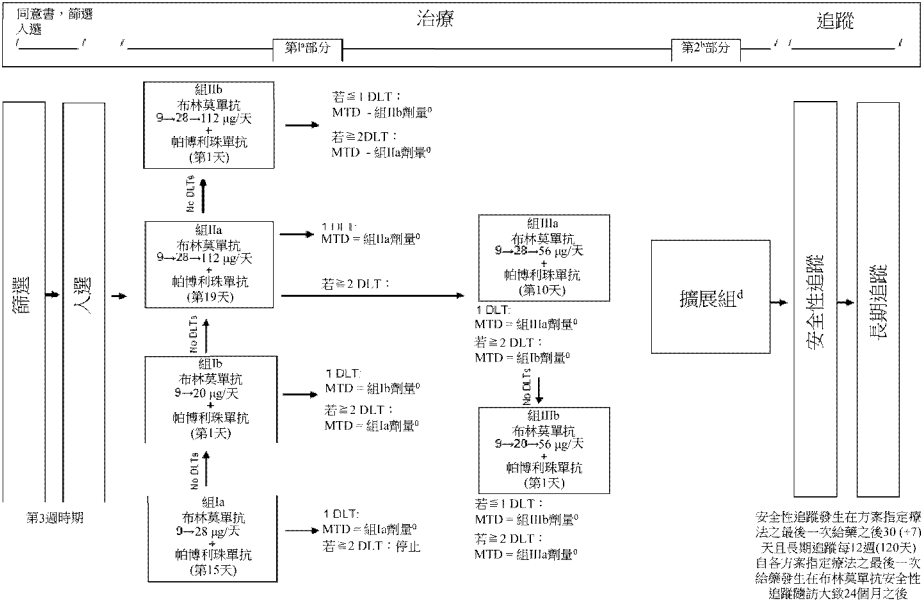 同意書，篩選
入選
治療
追蹤
第1ª部分
第2ᵇ部分
篩選
入選
第3週時期
組IIb
布林莫單抗
9→28→112 µg/天
+
帕博利珠單抗
(第1天)
若≦1 DLT：
MTD - 組IIb劑量⁰
若≧2DLT：
MTD - 組IIa劑量⁰
No DLTs
組IIa
布林莫單抗
9→28→112 µg/天
+
帕博利珠單抗
(第19天)
1 DLT:
MTD = 組IIa劑量⁰
若≧2 DLT：
No DLTs
組Ib
布林莫單抗
9→20 µg/天
+
帕博利珠單抗
(第1天)
1 DLT:
MTD = 組Ib劑量⁰
若≧2 DLT：
MTD = 組Ia劑量⁰
No DLTs
組Ia
布林莫單抗
9→28 µg/天
+
帕博利珠單抗
(第15天)
1 DLT:
MTD = 組Ia劑量⁰
若≧2 DLT：停止
組IIIa
布林莫單抗
9→28→56 µg/天
+
帕博利珠單抗
(第10天)
1 DLT:
MTD = 組IIIa劑量⁰
若≧2 DLT：
MTD = 組Ib劑量⁰
No DLTs
組IIIb
布林莫單抗
9→20→56 µg/天
+
帕博利珠單抗
(第1天)
若≦1 DLT：
MTD = 組IIIb劑量⁰
若≧2 DLT：
MTD = 組IIIa劑量⁰
擴展組ᵈ
安全性追蹤
長期追蹤
安全性追蹤發生在方案指定療
法之最後一次給藥之後30 (+7)
天且長期追蹤每12週(120天)
自各方案指定療法之最後一次
給藥發生在布林莫單抗安全性
追蹤隨訪大致24個月之後